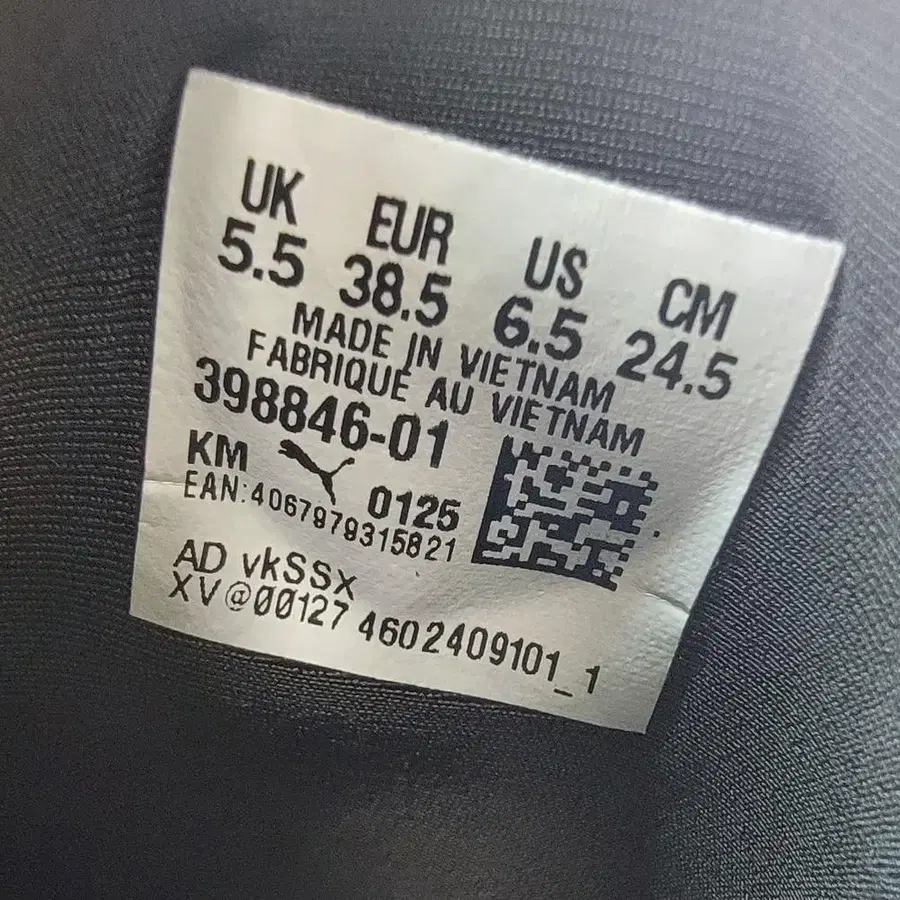 UK EUR US CM
5.5 38.5 6.5 24.5
MADE IN VIETNAM
FABRIQUÉ AU VIETNAM
398846-01
KM 0125
EAN:4067979315821
AD vkSSx
XV@00127 4602409101_1